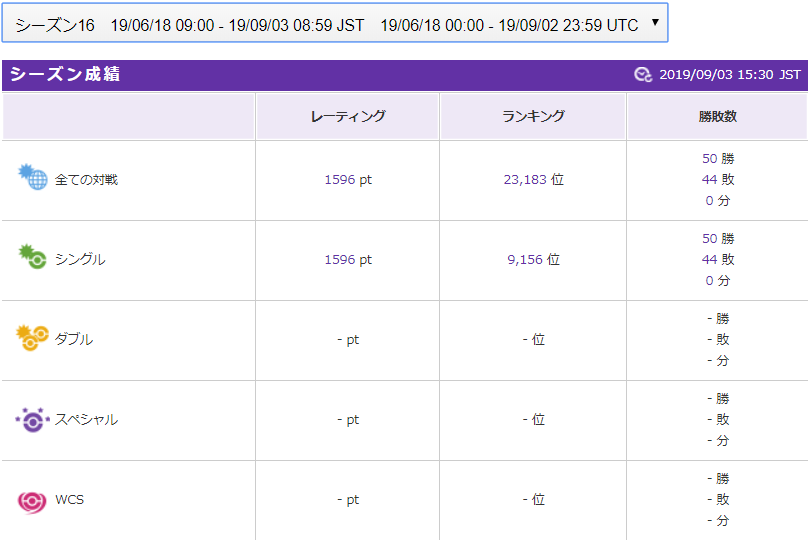 シーズン16　19/06/18 09:00 - 19/09/03 08:59 JST　19/06/18 00:00 - 19/09/02 23:59 UTC ▼
シーズン成績 2019/09/03 15:30 JST
レーティング ランキング 勝敗数
全ての対戦 1596 pt 23,183 位 50 勝
44 敗
0 分
シングル 1596 pt 9,156 位 50 勝
44 敗
0 分
ダブル - pt - 位 - 勝
- 敗
- 分
スペシャル - pt - 位 - 勝
- 敗
- 分
WCS - pt - 位 - 勝
- 敗
- 分